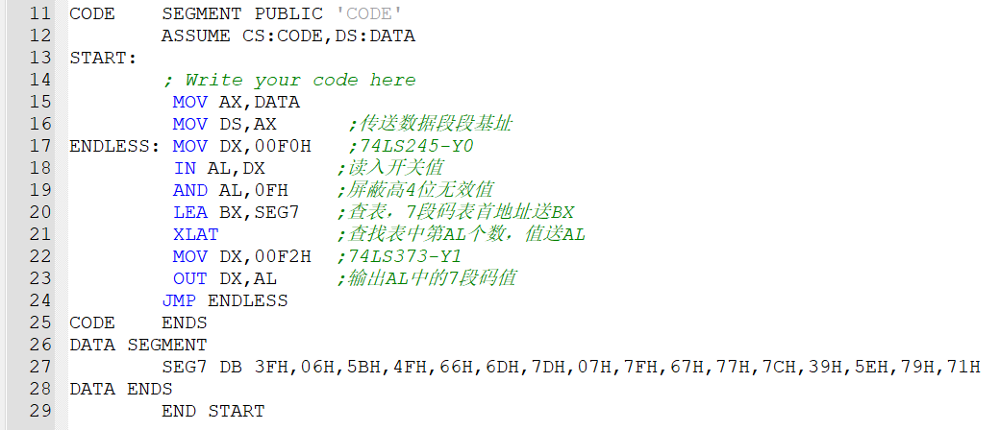 11 CODE    SEGMENT PUBLIC 'CODE'
12         ASSUME CS:CODE,DS:DATA
13 START:
14         ; Write your code here
15          MOV AX,DATA
16          MOV DS,AX      ;传送数据段段基址
17 ENDLESS: MOV DX,00F0H   ;74LS245-Y0
18          IN AL,DX      ;读入开关值
19          AND AL,0FH    ;屏蔽高4位无效值
20          LEA BX,SEG7   ;查表，7段码表首地址送BX
21          XLAT          ;查找表中第AL个数，值送AL
22          MOV DX,00F2H  ;74LS373-Y1
23          OUT DX,AL     ;输出AL中的7段码值
24         JMP ENDLESS
25 CODE    ENDS
26 DATA SEGMENT
27         SEG7 DB 3FH,06H,5BH,4FH,66H,6DH,7DH,07H,7FH,67H,77H,7CH,39H,5EH,79H,71H
28 DATA ENDS
29         END START